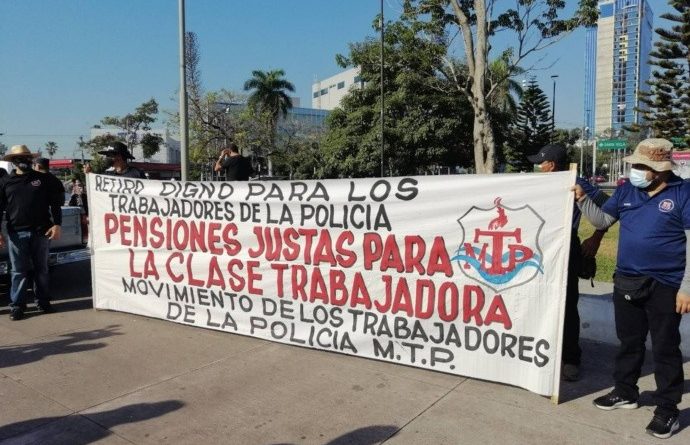 RETIRO DIGNO PARA LOS
TRABAJADORES DE LA POLICIA
PENSIONES JUSTAS PARA
LA CLASE TRABAJADORA
MOVIMIENTO DE LOS TRABAJADORES
DE LA POLICIA M.T.P.
MTP